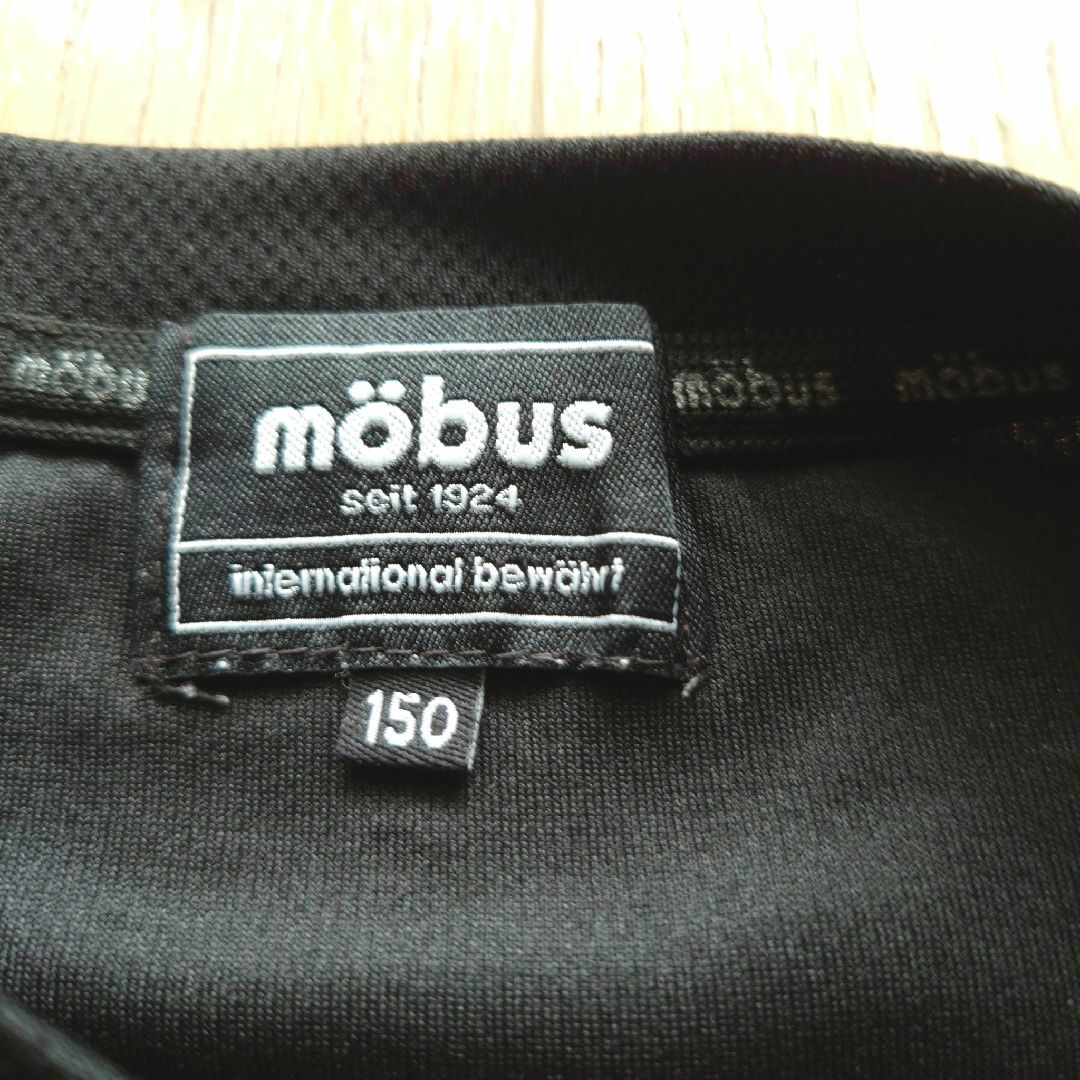 möbus
möbus
seit 1924
international bewährt
150
möbus
möbus